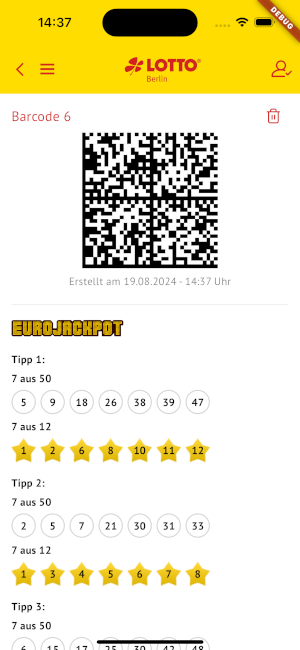 14:37
DEBUG
LOTTO
Berlin
Barcode 6
Erstellt am 19.08.2024 - 14:37 Uhr
EUROJACKPOT
Tipp 1:
7 aus 50
5 9 18 26 38 39 47
7 aus 12
1 2 6 8 10 11 12
Tipp 2:
7 aus 50
2 5 7 21 30 31 33
7 aus 12
1 3 4 5 6 7 8
Tipp 3:
7 aus 50
6 15 17 25 30 42 48